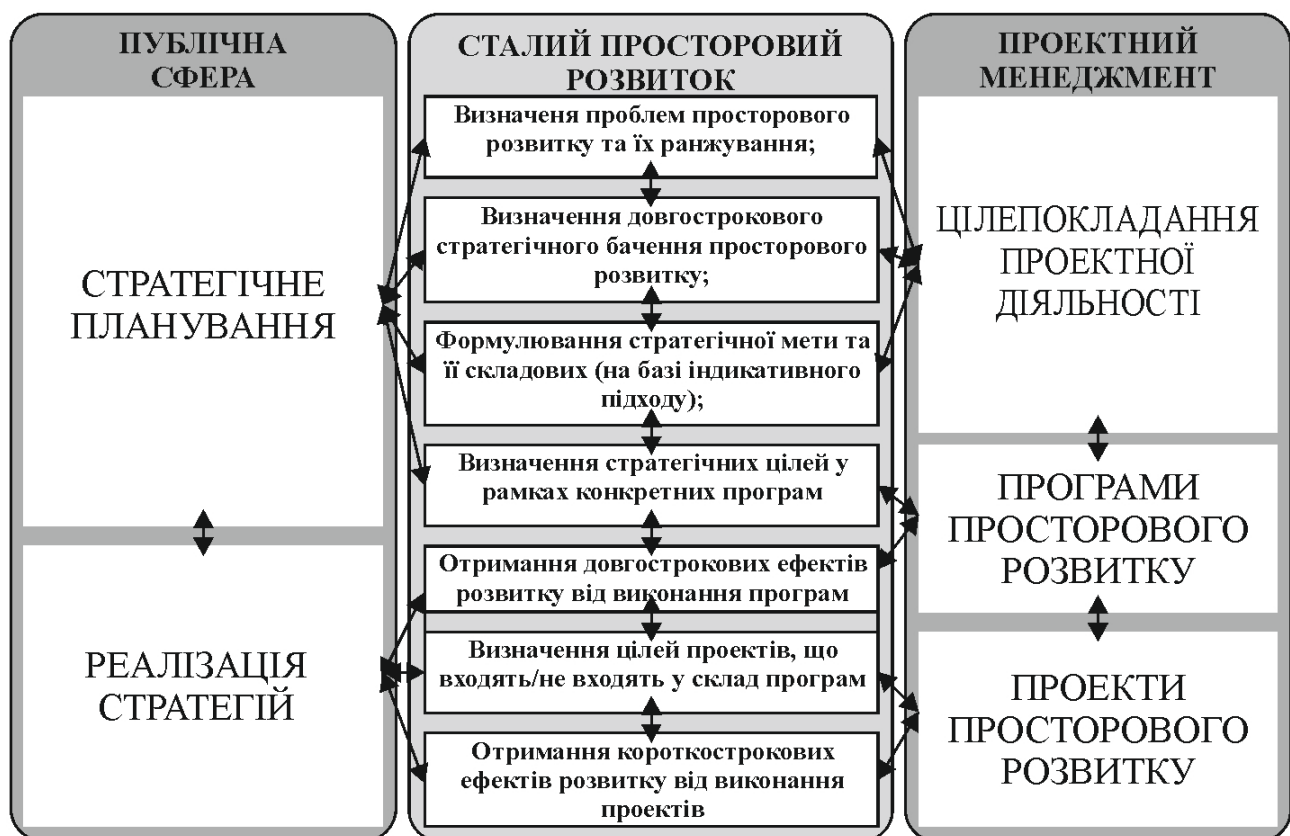 ПУБЛІЧНА
СФЕРА
СТРАТЕГІЧНЕ
ПЛАНУВАННЯ
РЕАЛІЗАЦІЯ
СТРАТЕГІЙ
СТАЛИЙ ПРОСТОРОВИЙ
РОЗВИТОК
Визначеня проблем просторового
розвитку та їх ранжування;
Визначення довгострокового
стратегічного бачення просторового
розвитку;
Формулювання стратегічної мети та
її складових (на базі індикативного
підходу);
Визначення стратегічних цілей у
рамках конкретних програм
Отримання довгострокових ефектів
розвитку від виконання програм
Визначення цілей проектів, що
входять/не входять у склад програм
Отримання короткострокових
ефектів розвитку від виконання
проектів
ПРОЕКТНИЙ
МЕНЕДЖМЕНТ
ЦІЛЕПОКЛАДАННЯ
ПРОЕКТНОЇ
ДІЯЛЬНОСТІ
ПРОГРАМИ
ПРОСТОРОВОГО
РОЗВИТКУ
ПРОЕКТИ
ПРОСТОРОВОГО
РОЗВИТКУ